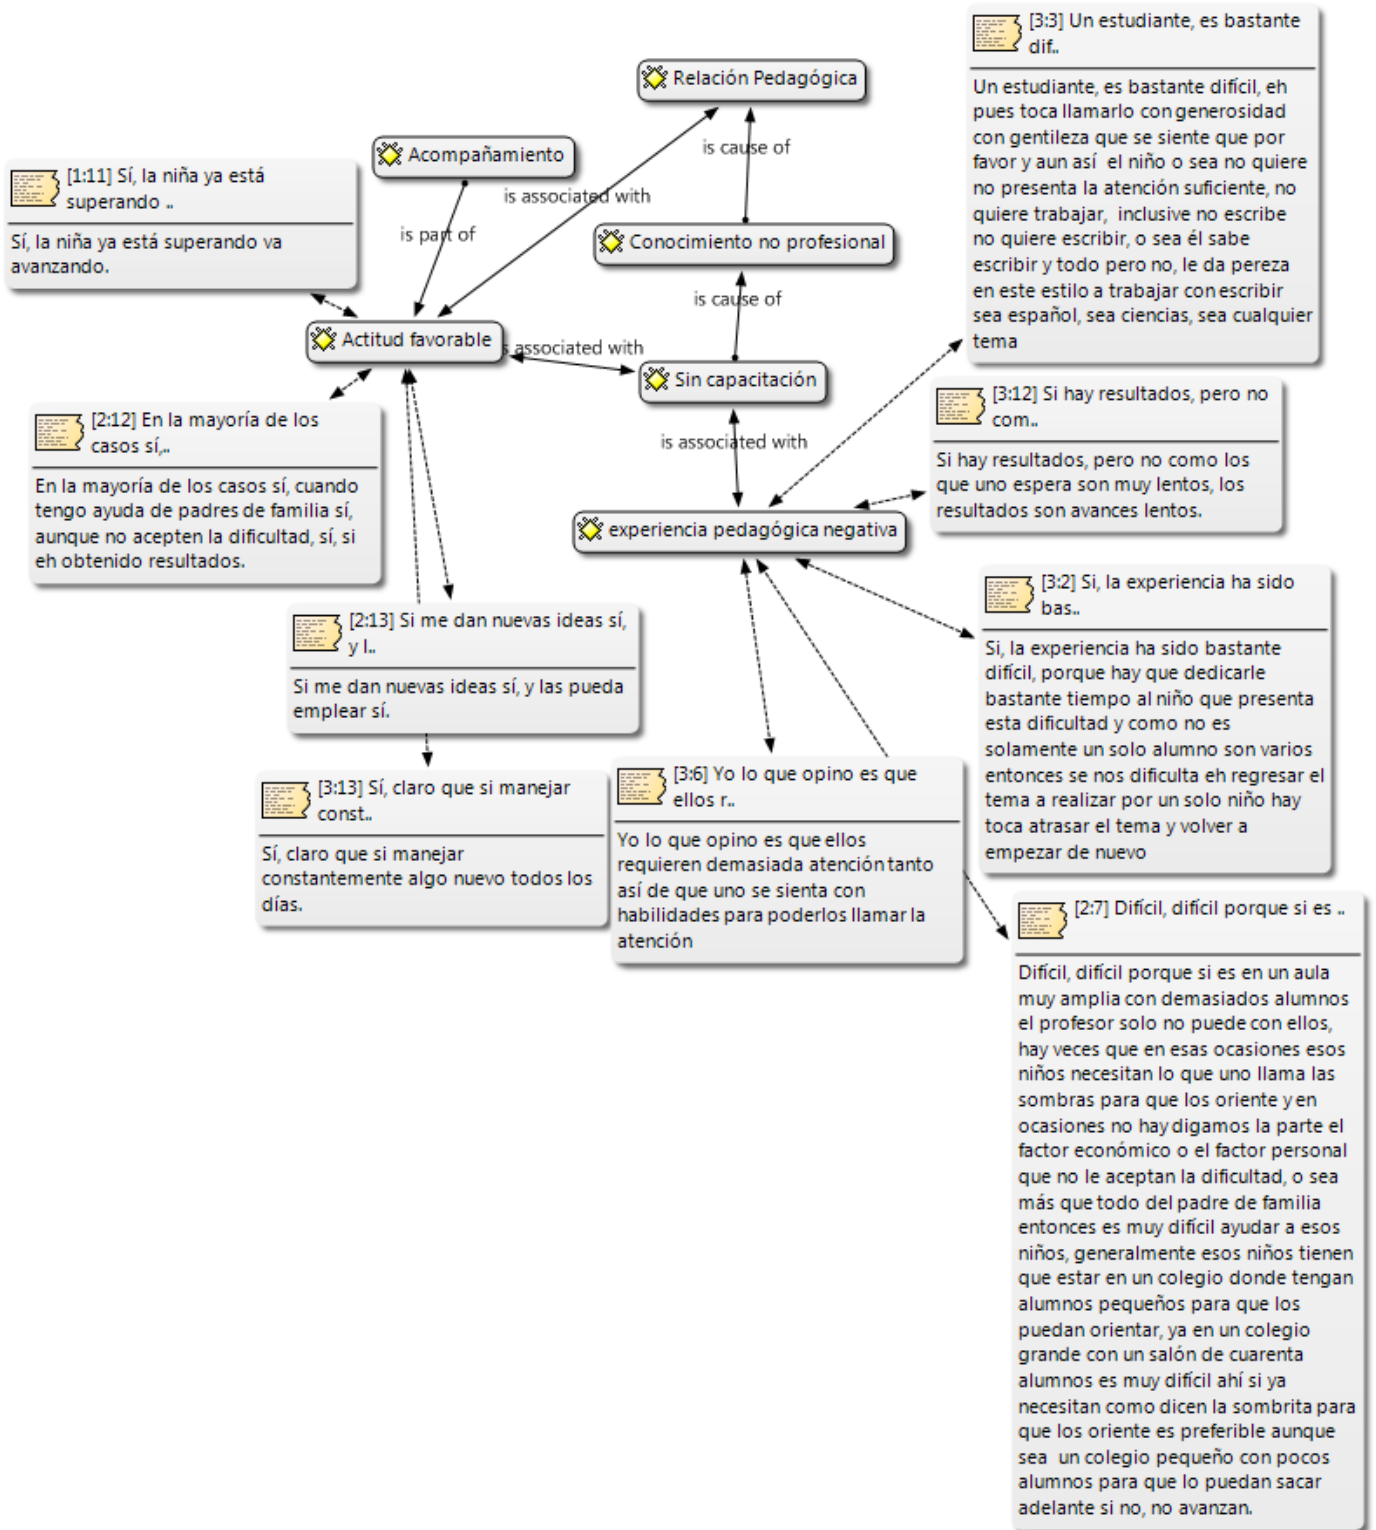 [3:3] Un estudiante, es bastante
dif..
Un estudiante, es bastante difícil, eh
pues toca llamarlo con generosidad
con gentileza que se siente que por
favor y aun así el niño o sea no quiere
no presenta la atención suficiente, no
quiere trabajar, inclusive no escribe
no quiere escribir, o sea él sabe
escribir y todo pero no, le da pereza
en este estilo a trabajar con escribir
sea español, sea ciencias, sea cualquier
tema
Relación Pedagógica
is cause of
Acompañamiento
is associated with
is part of
[1:11] Sí, la niña ya está
superando ..
Sí, la niña ya está superando va
avanzando.
Conocimiento no profesional
is cause of
Actitud favorable
s associated with
Sin capacitación
is associated with
[3:12] Si hay resultados, pero no
com..
Si hay resultados, pero no como los
que uno espera son muy lentos, los
resultados son avances lentos.
[2:12] En la mayoría de los
casos sí,..
En la mayoría de los casos sí, cuando
tengo ayuda de padres de familia sí,
aunque no acepten la dificultad, sí, si
eh obtenido resultados.
experiencia pedagógica negativa
[3:2] Si, la experiencia ha sido
bas..
Si, la experiencia ha sido bastante
difícil, porque hay que dedicarle
bastante tiempo al niño que presenta
esta dificultad y como no es
solamente un solo alumno son varios
entonces se nos dificulta eh regresar el
tema a realizar por un solo niño hay
toca atrasar el tema y volver a
empezar de nuevo
[2:13] Si me dan nuevas ideas sí,
y l..
Si me dan nuevas ideas sí, y las pueda
emplear sí.
[3:13] Sí, claro que si manejar
const..
Sí, claro que si manejar
constantemente algo nuevo todos los
días.
[3:6] Yo lo que opino es que
ellos r..
Yo lo que opino es que ellos
requieren demasiada atención tanto
así de que uno se sienta con
habilidades para poderlos llamar la
atención
[2:7] Difícil, difícil porque si es ..
Difícil, difícil porque si es en un aula
muy amplia con demasiados alumnos
el profesor solo no puede con ellos,
hay veces que en esas ocasiones esos
niños necesitan lo que uno llama las
sombras para que los oriente y en
ocasiones no hay digamos la parte el
factor económico o el factor personal
que no le aceptan la dificultad, o sea
más que todo del padre de familia
entonces es muy difícil ayudar a esos
niños, generalmente esos niños tienen
que estar en un colegio donde tengan
alumnos pequeños para que los
puedan orientar, ya en un colegio
grande con un salón de cuarenta
alumnos es muy difícil ahí si ya
necesitan como dicen la sombrita para
que los oriente es preferible aunque
sea un colegio pequeño con pocos
alumnos para que lo puedan sacar
adelante si no, no avanzan.